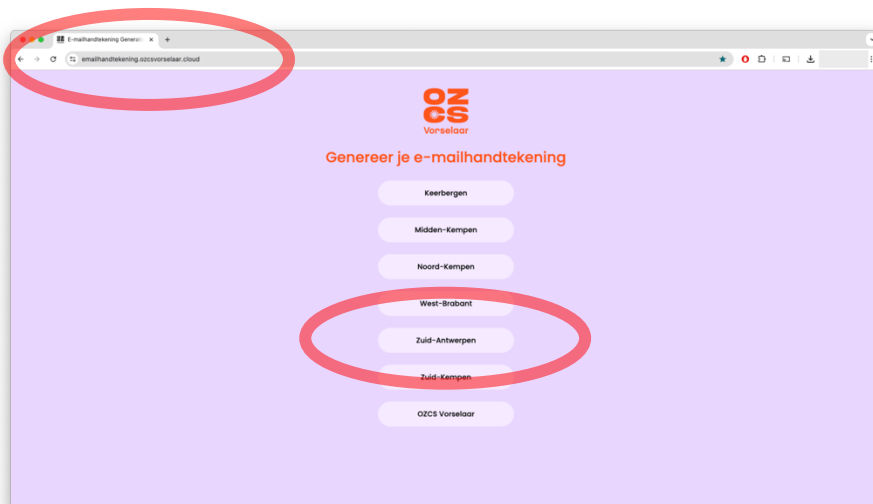 E-mailhandtekening Generat
emailhandtekening.ozcsvorselaar.cloud
OZ
CS
Vorselaar
Genereer je e-mailhandtekening
Keerbergen
Midden-Kempen
Noord-Kempen
West-Brabant
Zuid-Antwerpen
Zuid-Kempen
OZCS Vorselaar